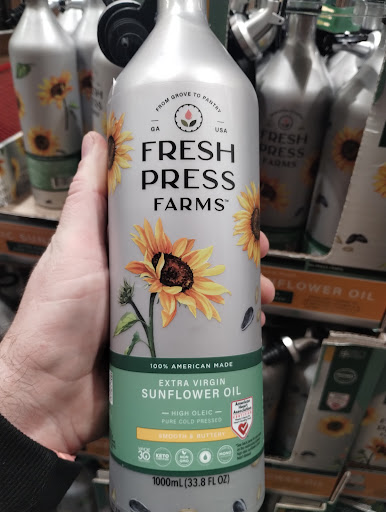 FROM GROVE TO PANTRY
GA USA
FRESH
PRESS
FARMS™
100% AMERICAN MADE
EXTRA VIRGIN
SUNFLOWER OIL
HIGH OLEIC
PURE COLD PRESSED
SMOOTH & BUTTERY
KETO
1000mL (33.8 FL OZ)
FRESH
PRESS
FARMS
FLOWER OIL